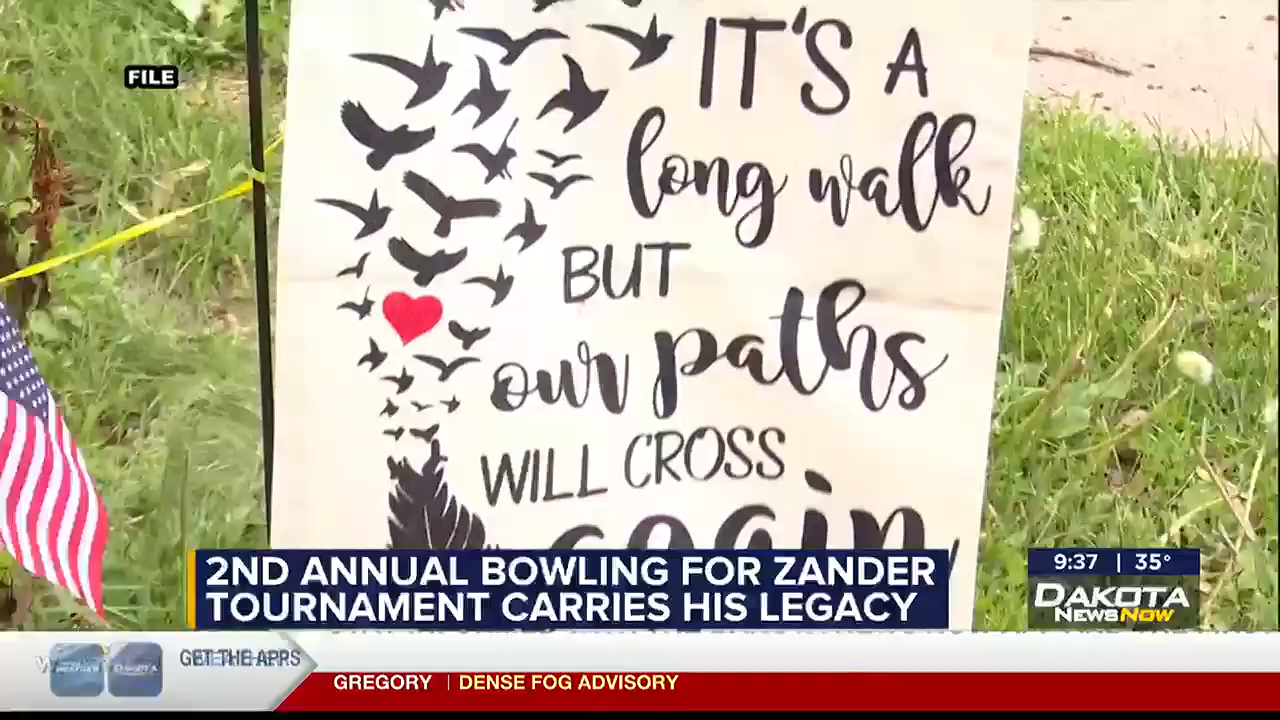 FILE
IT'S A
long walk
BUT
our paths
WILL CROSS
again
2ND ANNUAL BOWLING FOR ZANDER
TOURNAMENT CARRIES HIS LEGACY
9:37 | 35°
DAKOTA
NEWS NOW
GET THE APPS
GREGORY | DENSE FOG ADVISORY